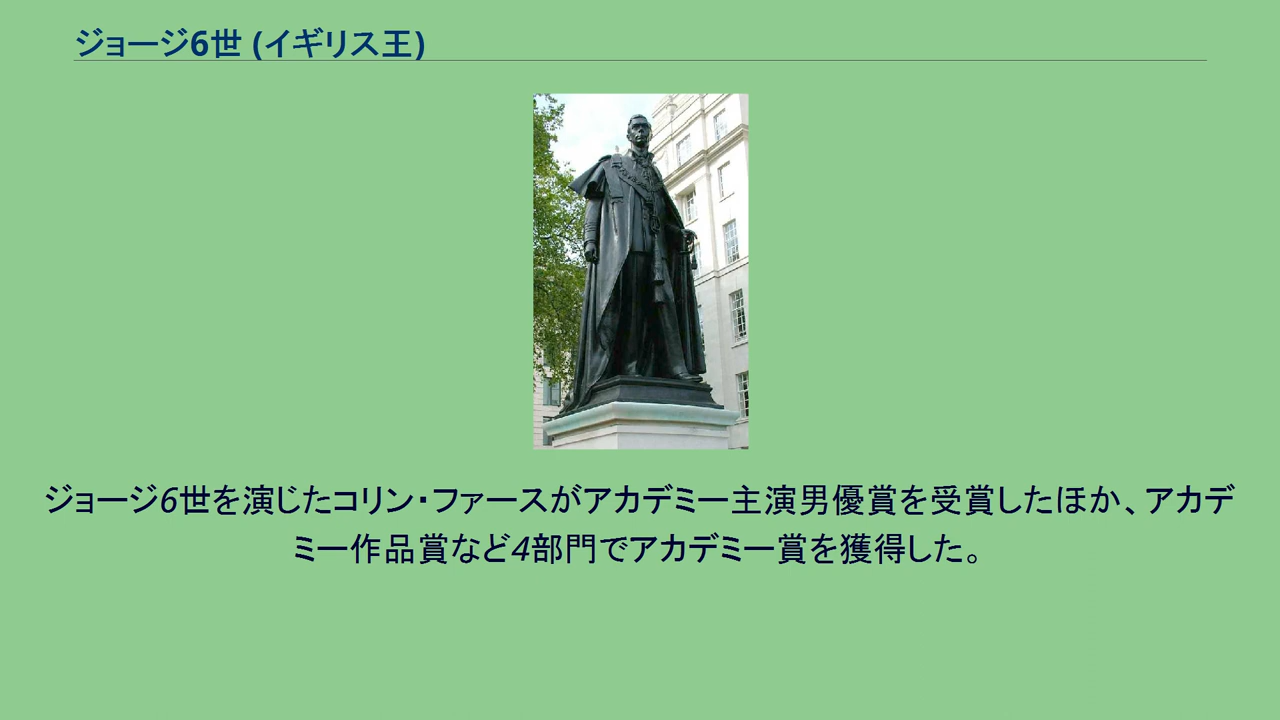 ジョージ6世 (イギリス王)
ジョージ6世を演じたコリン・ファースがアカデミー主演男優賞を受賞したほか、アカデ
ミー作品賞など4部門でアカデミー賞を獲得した。